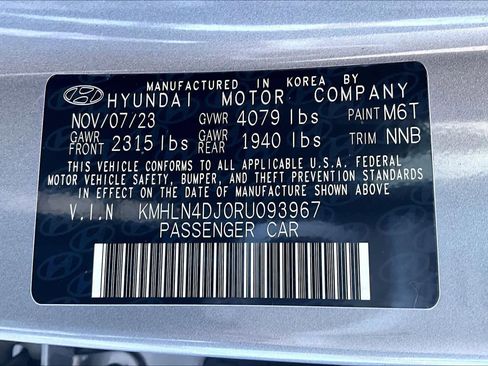 MANUFACTURED IN KOREA BY
HYUNDAI MOTOR COMPANY
NOV/07/23 GVWR 4079 lbs PAINT M6T
GAWR FRONT 2315 lbs GAWR REAR 1940 lbs TRIM NNB
THIS VEHICLE CONFORMS TO ALL APPLICABLE U.S.A. FEDERAL
MOTOR VEHICLE SAFETY, BUMPER, AND THEFT PREVENTION STANDARDS
IN EFFECT ON THE DATE OF MANUFACTURE SHOWN ABOVE.
V.I.N KMHLN4DJ0RU093967
PASSENGER CAR